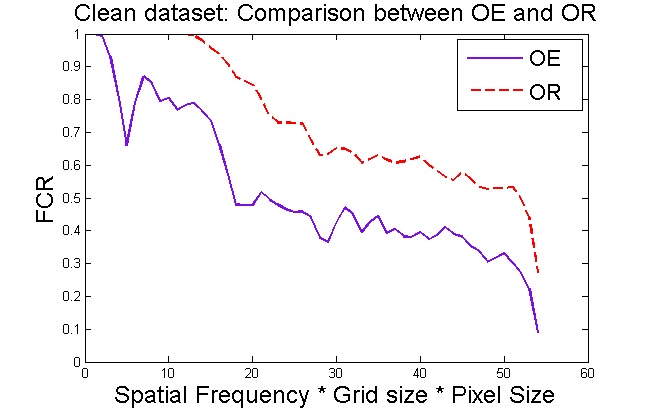 Clean dataset: Comparison between OE and OR
1
0.9
0.8
0.7
0.6
0.5
0.4
0.3
0.2
0.1
0
FCR
OE
OR
0 10 20 30 40 50 60
Spatial Frequency * Grid size * Pixel Size